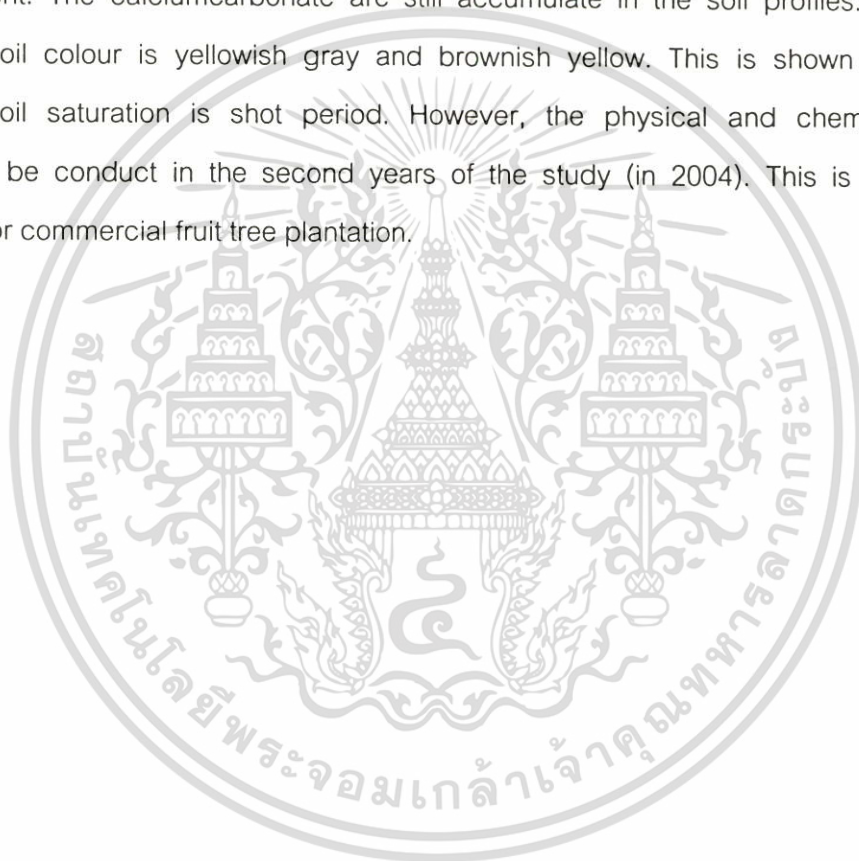 nt. The calciumcarbonate are still accumulate in the soil profiles.
oil colour is yellowish gray and brownish yellow. This is shown
oil saturation is shot period. However, the physical and chem
be conduct in the second years of the study (in 2004). This is
or commercial fruit tree plantation.
สถาบันเทคโนโลยีพระจอมเกล้าเจ้าคุณทหารลาดกระบัง